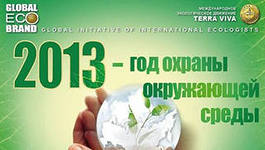 GLOBAL
ECO
BRAND
МЕЖДУНАРОДНОЕ
ЭКОЛОГИЧЕСКОЕ ДВИЖЕНИЕ
TERRA VIVA
GLOBAL INITIATIVE OF INTERNATIONAL ECOLOGISTS
2013 – год охраны
окружающей
среды